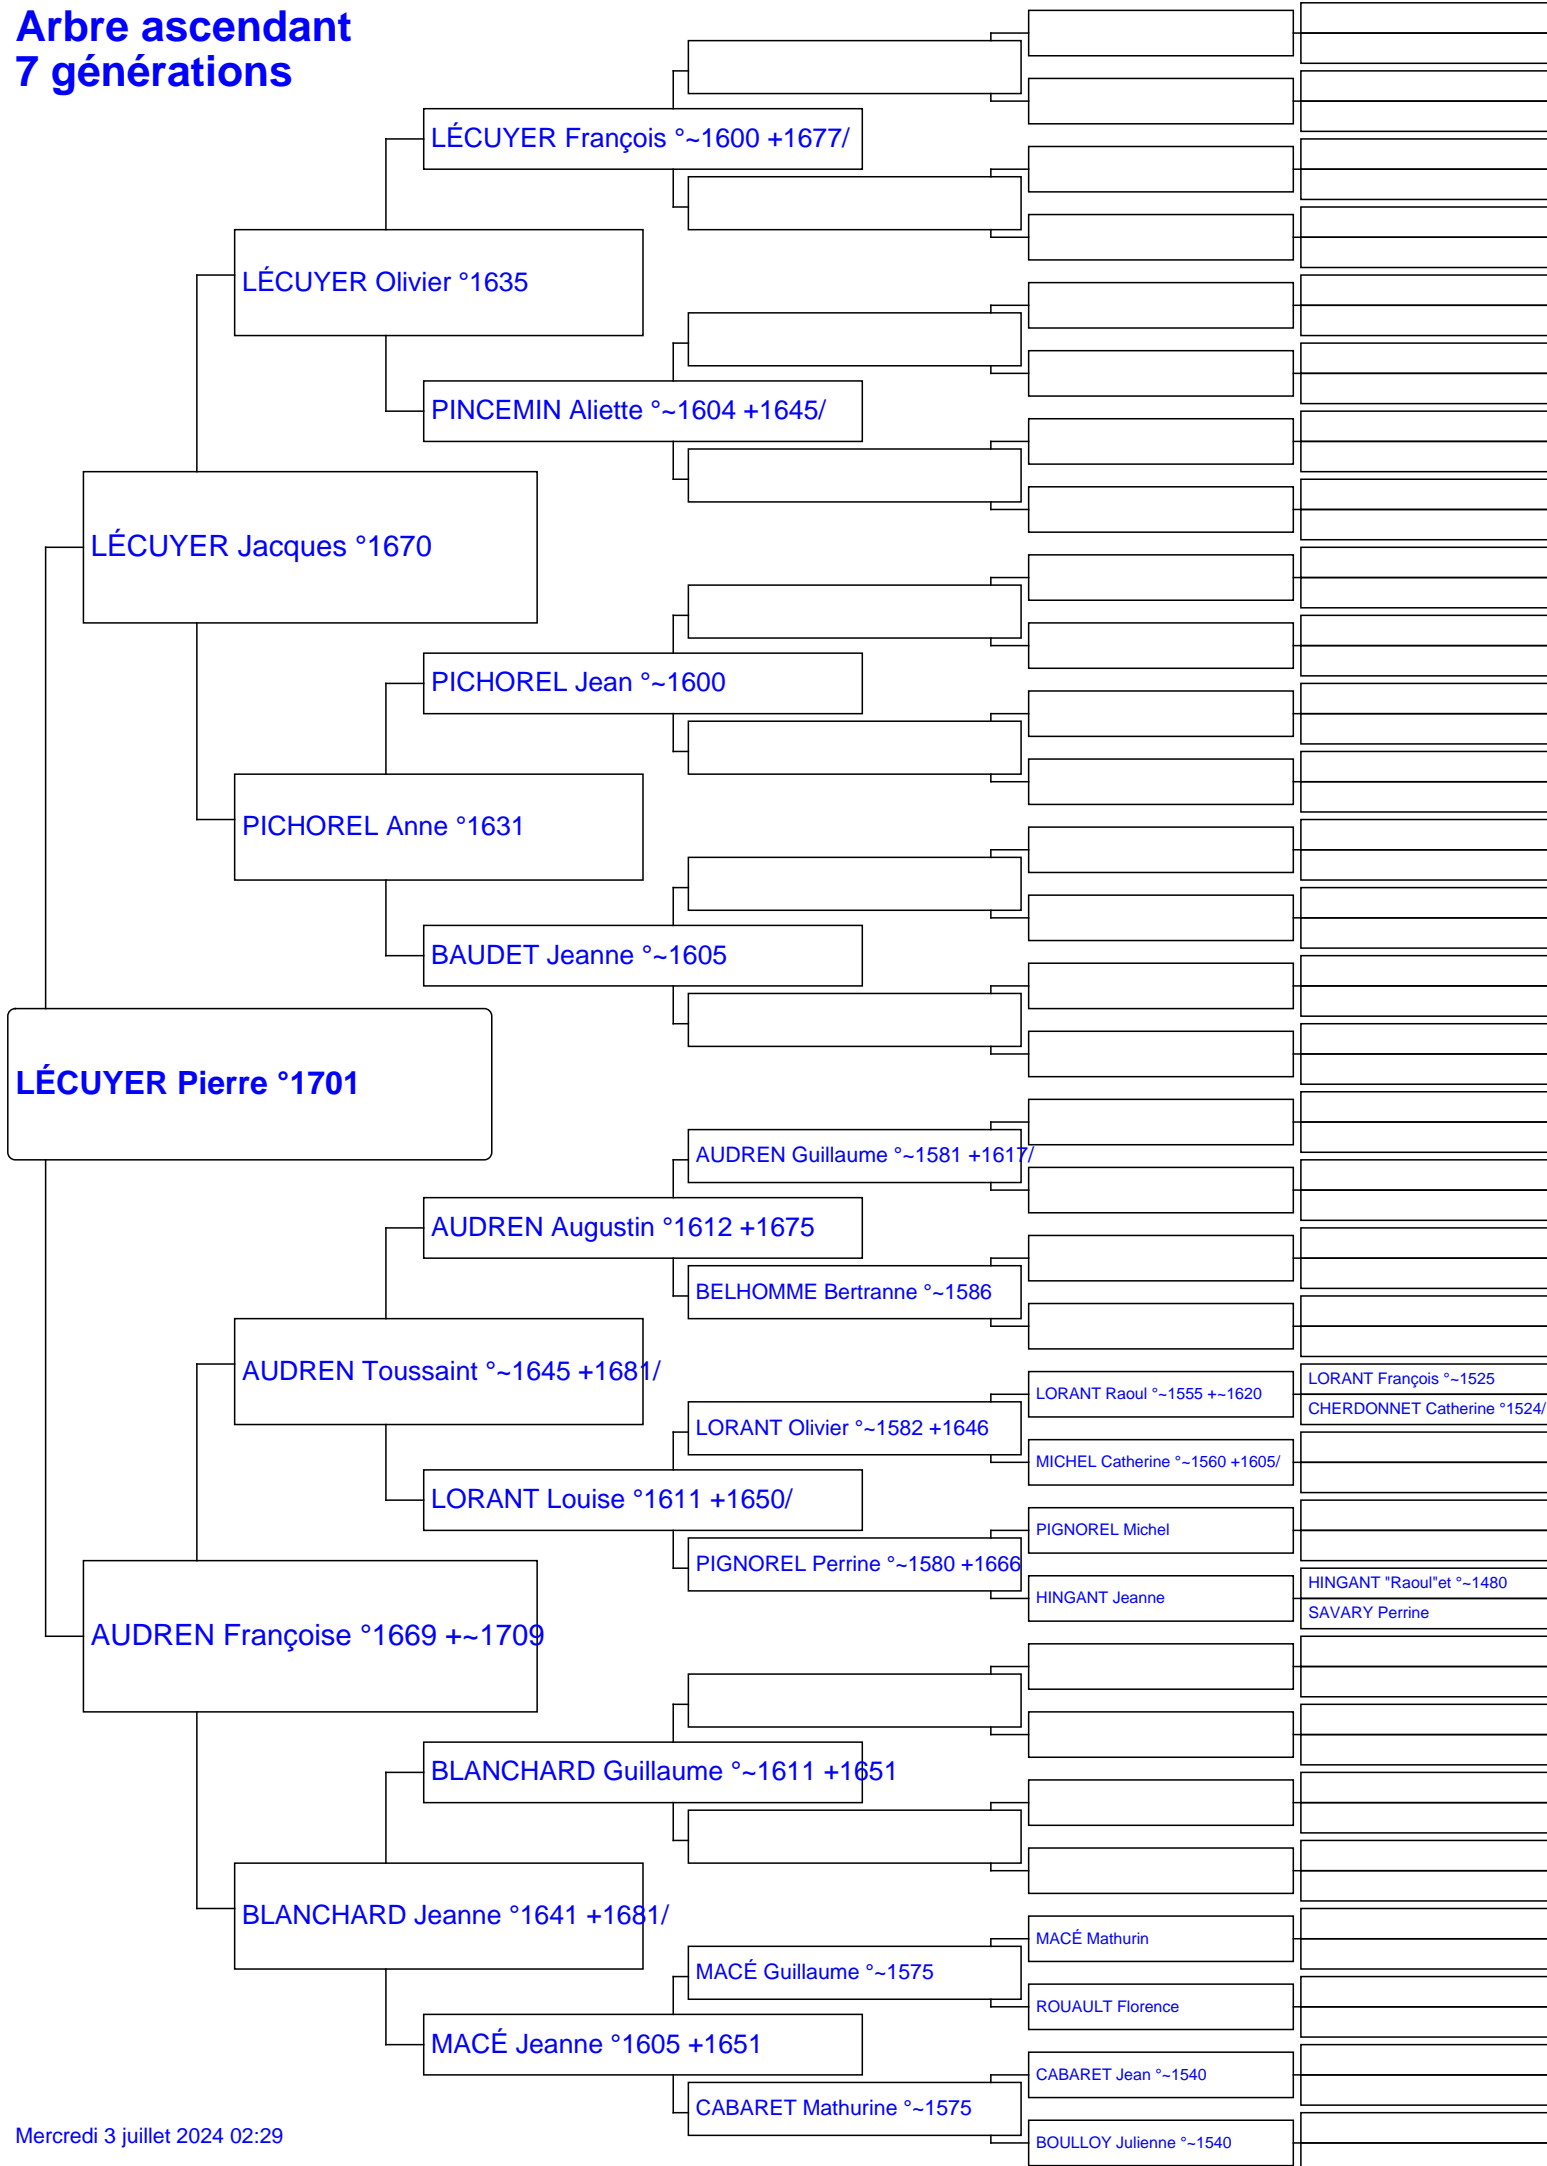 Arbre ascendant
7 générations
LÉCUYER François °~1600 +1677/
LÉCUYER Olivier °1635
PINCEMIN Aliette °~1604 +1645/
LÉCUYER Jacques °1670
PICHOREL Jean °~1600
PICHOREL Anne °1631
BAUDET Jeanne °~1605
LÉCUYER Pierre °1701
AUDREN Guillaume °~1581 +1617/
AUDREN Augustin °1612 +1675
BELHOMME Bertranne °~1586
AUDREN Toussaint °~1645 +1681/
LORANT François °~1525
LORANT Raoul °~1555 +~1620
CHERDONNET Catherine °1524/
LORANT Olivier °~1582 +1646
MICHEL Catherine °~1560 +1605/
LORANT Louise °1611 +1650/
PIGNOREL Michel
PIGNOREL Perrine °~1580 +1666
HINGANT "Raoul"et °~1480
HINGANT Jeanne
SAVARY Perrine
AUDREN Françoise °1669 +~1709
BLANCHARD Guillaume °~1611 +1651
BLANCHARD Jeanne °1641 +1681/
MACÉ Mathurin
MACÉ Guillaume °~1575
ROUAULT Florence
MACÉ Jeanne °1605 +1651
CABARET Jean °~1540
CABARET Mathurine °~1575
BOULLOY Julienne °~1540
Mercredi 3 juillet 2024 02:29